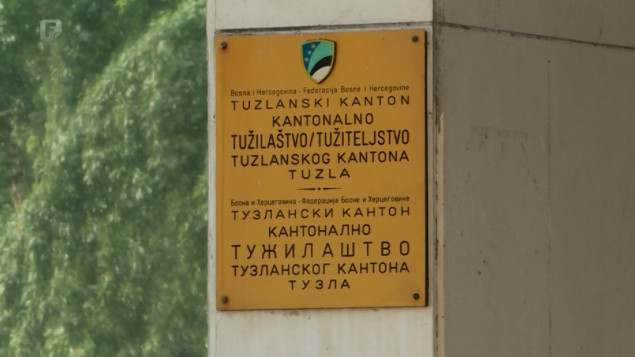 Bosna i Hercegovina - Federacija Bosne i Hercegovine
TUZLANSKI KANTON
KANTONALNO
TUŽILAŠTVO/TUŽITELJSTVO
TUZLANSKOG KANTONA
TUZLA
Босна и Херцеговина - Федерација Босне и Херцеговине
ТУЗЛАНСКИ КАНТОН
КАНТОНАЛНО
ТУЖИЛАШТВО
ТУЗЛАНСКОГ КАНТОНА
ТУЗЛА